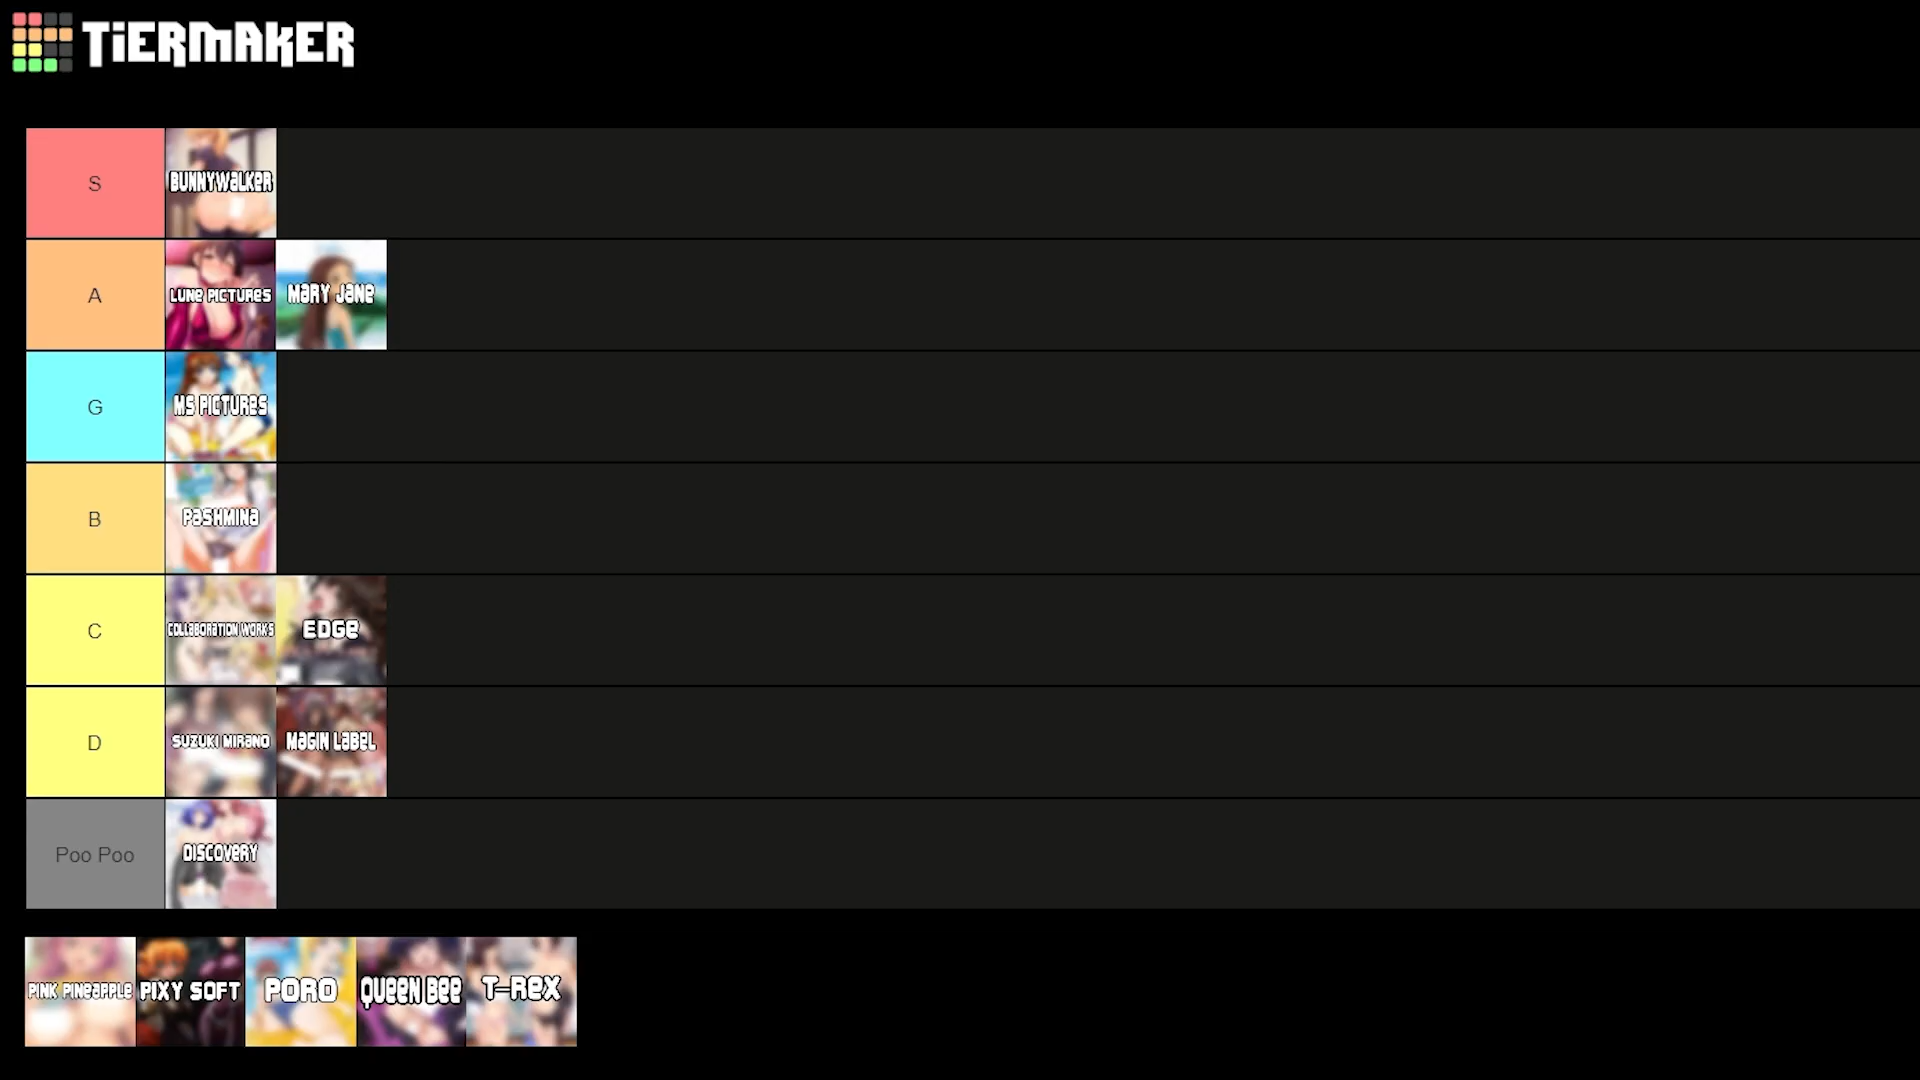 TiERMAKER
S
BUNNYWALKER
A
LUNE PICTURES
MARY JANE
G
MS PICTURES
B
PASHMINA
C
COLLABORATION WORKS
EDGE
D
SUZUKI MIRANO
MAGIN LABEL
Poo Poo
DISCOVERY
PINK PINEAPPLE
PIXY SOFT
PORO
QUEEN BEE
T-REX